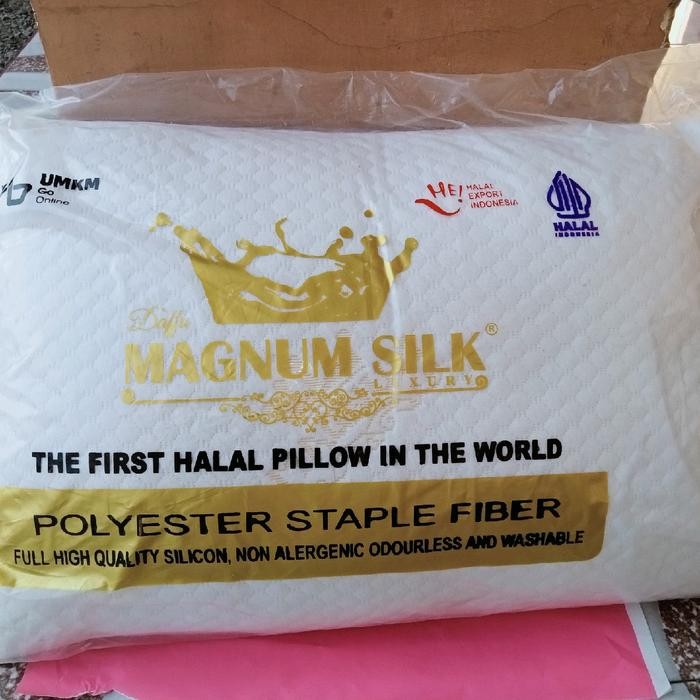 UMKM
Go
Online
HE! HALAL
EXPORT
INDONESIA
HALAL
INDONESIA
Daffi
MAGNUM SILK®
LUXURY
THE FIRST HALAL PILLOW IN THE WORLD
POLYESTER STAPLE FIBER
FULL HIGH QUALITY SILICON, NON ALERGENIC ODOURLESS AND WASHABLE